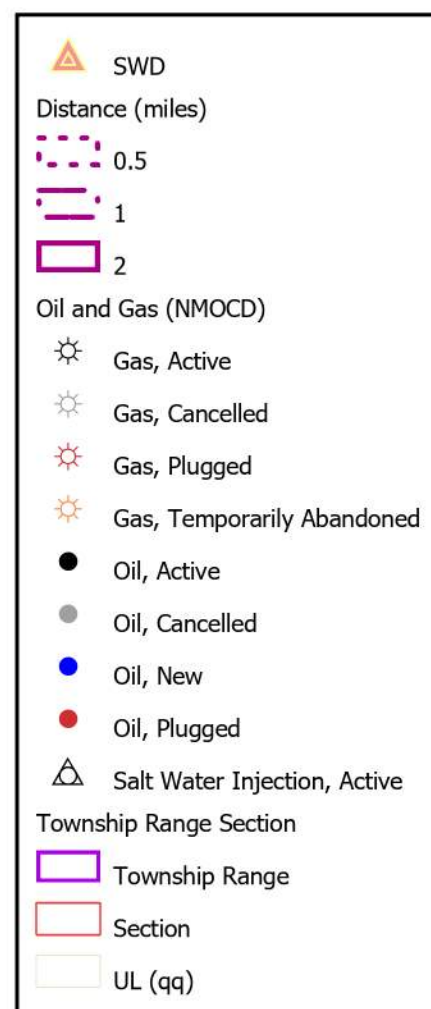 SWD
Distance (miles)
0.5
1
2
Oil and Gas (NMOCD)
Gas, Active
Gas, Cancelled
Gas, Plugged
Gas, Temporarily Abandoned
Oil, Active
Oil, Cancelled
Oil, New
Oil, Plugged
Salt Water Injection, Active
Township Range Section
Township Range
Section
UL (qq)